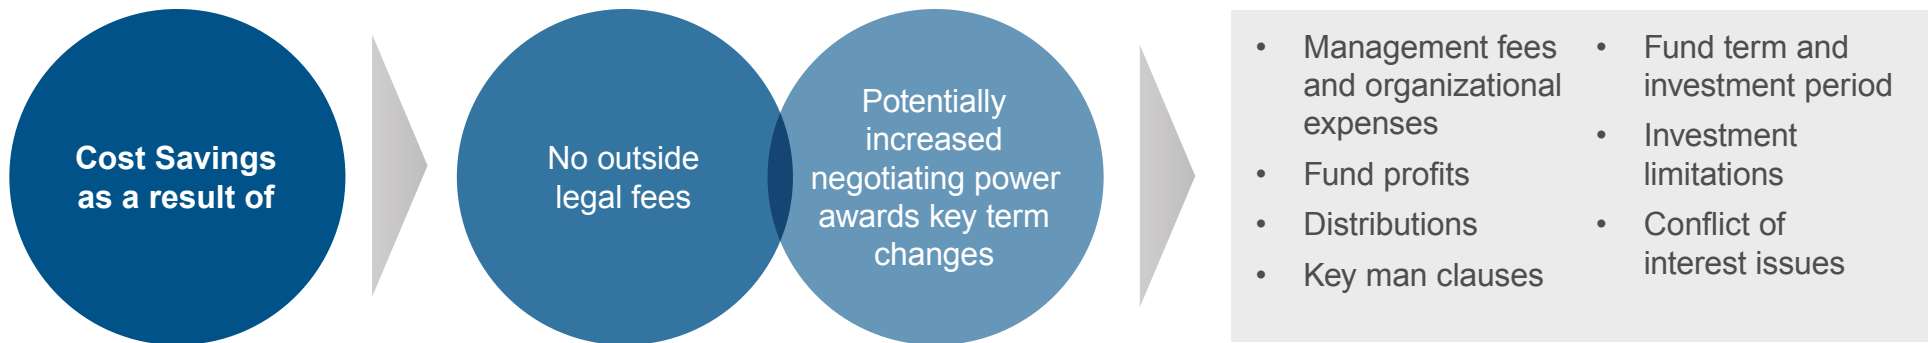 Cost Savings
as a result of
No outside
legal fees
Potentially
increased
negotiating power
awards key term
changes
• Management fees
and organizational
expenses
• Fund profits
• Distributions
• Key man clauses
• Fund term and
investment period
• Investment
limitations
• Conflict of
interest issues